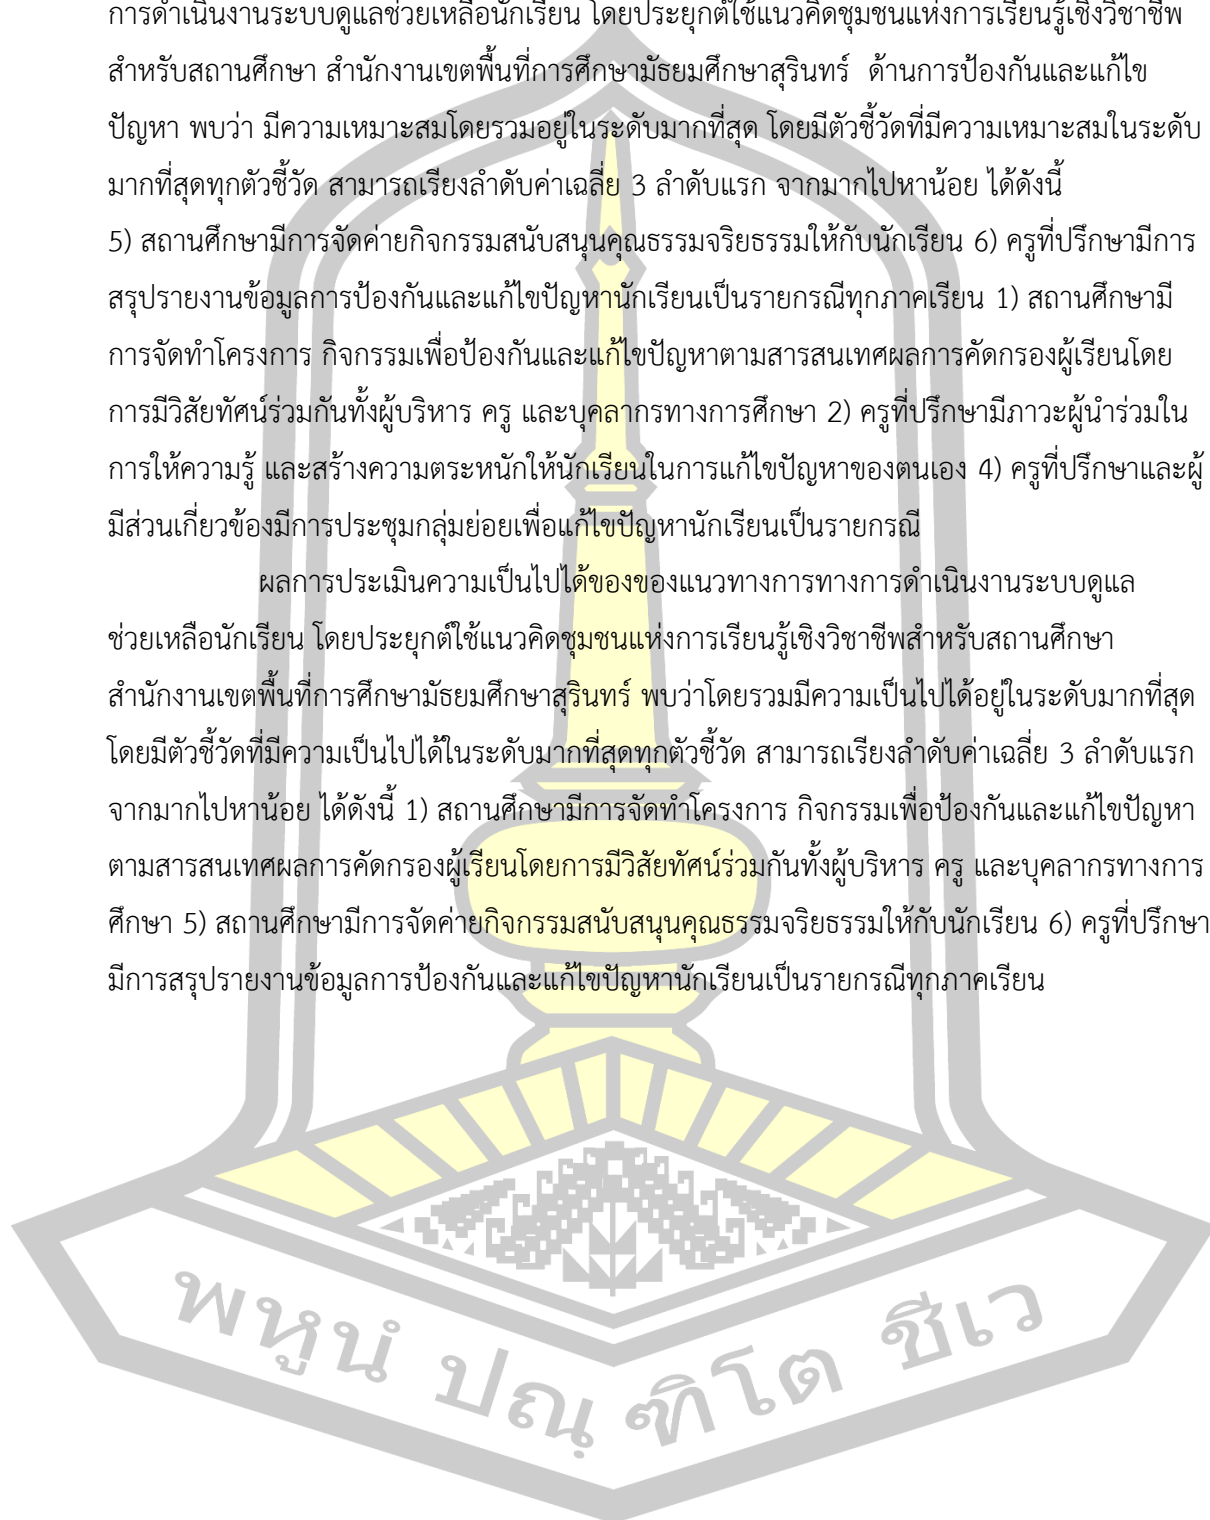 การดำเนินงานระบบดูแลช่วยเหลือนักเรียน โดยประยุกต์ใช้แนวคิดชุมชนแห่งการเรียนรู้เชิงวิชาชีพ
สำหรับสถานศึกษา สำนักงานเขตพื้นที่การศึกษามัธยมศึกษาสุรินทร์ ด้านการป้องกันและแก้ไข
ปัญหา พบว่า มีความเหมาะสมโดยรวมอยู่ในระดับมากที่สุด โดยมีตัวชี้วัดที่มีความเหมาะสมในระดับ
มากที่สุดทุกตัวชี้วัด สามารถเรียงลำดับค่าเฉลี่ย 3 ลำดับแรก จากมากไปหาน้อย ได้ดังนี้
5) สถานศึกษามีการจัดค่ายกิจกรรมสนับสนุนคุณธรรมจริยธรรมให้กับนักเรียน 6) ครูที่ปรึกษามีการ
สรุปรายงานข้อมูลการป้องกันและแก้ไขปัญหานักเรียนเป็นรายกรณีทุกภาคเรียน 1) สถานศึกษามี
การจัดทำโครงการ กิจกรรมเพื่อป้องกันและแก้ไขปัญหาตามสารสนเทศผลการคัดกรองผู้เรียนโดย
การมีวิสัยทัศน์ร่วมกันทั้งผู้บริหาร ครู และบุคลากรทางการศึกษา 2) ครูที่ปรึกษามีภาวะผู้นำร่วมใน
การให้ความรู้ และสร้างความตระหนักให้นักเรียนในการแก้ไขปัญหาของตนเอง 4) ครูที่ปรึกษาและผู้
มีส่วนเกี่ยวข้องมีการประชุมกลุ่มย่อยเพื่อแก้ไขปัญหานักเรียนเป็นรายกรณี
ผลการประเมินความเป็นไปได้ของของแนวทางการทางการดำเนินงานระบบดูแล
ช่วยเหลือนักเรียน โดยประยุกต์ใช้แนวคิดชุมชนแห่งการเรียนรู้เชิงวิชาชีพสำหรับสถานศึกษา
สำนักงานเขตพื้นที่การศึกษามัธยมศึกษาสุรินทร์ พบว่าโดยรวมมีความเป็นไปได้อยู่ในระดับมากที่สุด
โดยมีตัวชี้วัดที่มีความเป็นไปได้ในระดับมากที่สุดทุกตัวชี้วัด สามารถเรียงลำดับค่าเฉลี่ย 3 ลำดับแรก
จากมากไปหาน้อย ได้ดังนี้ 1) สถานศึกษามีการจัดทำโครงการ กิจกรรมเพื่อป้องกันและแก้ไขปัญหา
ตามสารสนเทศผลการคัดกรองผู้เรียนโดยการมีวิสัยทัศน์ร่วมกันทั้งผู้บริหาร ครู และบุคลากรทางการ
ศึกษา 5) สถานศึกษามีการจัดค่ายกิจกรรมสนับสนุนคุณธรรมจริยธรรมให้กับนักเรียน 6) ครูที่ปรึกษา
มีการสรุปรายงานข้อมูลการป้องกันและแก้ไขปัญหานักเรียนเป็นรายกรณีทุกภาคเรียน
พหูนํ ปณฺ ฑิโต ชีเว